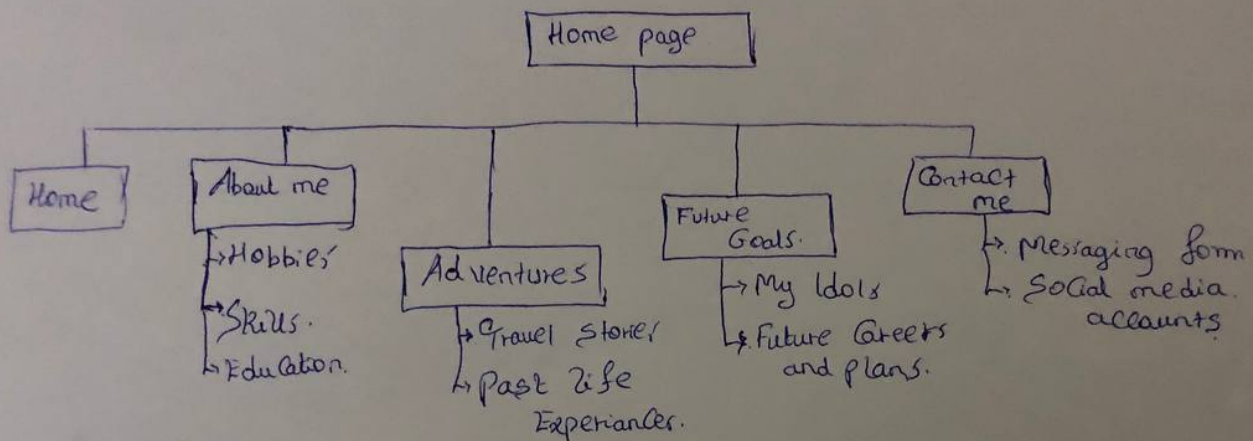 Home page
Home
About me
Hobbies
Skills.
Education.
Adventures
Travel stories
Past life
Experiances.
Future
Goals.
My Idols
Future Careers
and plans.
Contact
me
Messaging form
Social media.
accounts